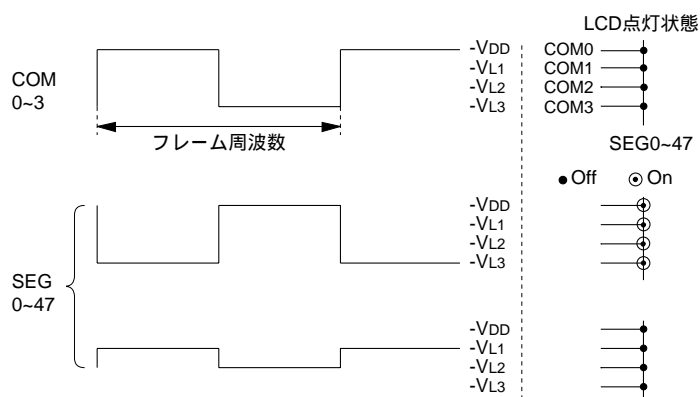 LCD点灯状態
COM
0~3
-VDD
-VL1
-VL2
-VL3
フレーム周波数
COM0
COM1
COM2
COM3
SEG0~47
Off
On
SEG
0~47
-VDD
-VL1
-VL2
-VL3
-VDD
-VL1
-VL2
-VL3